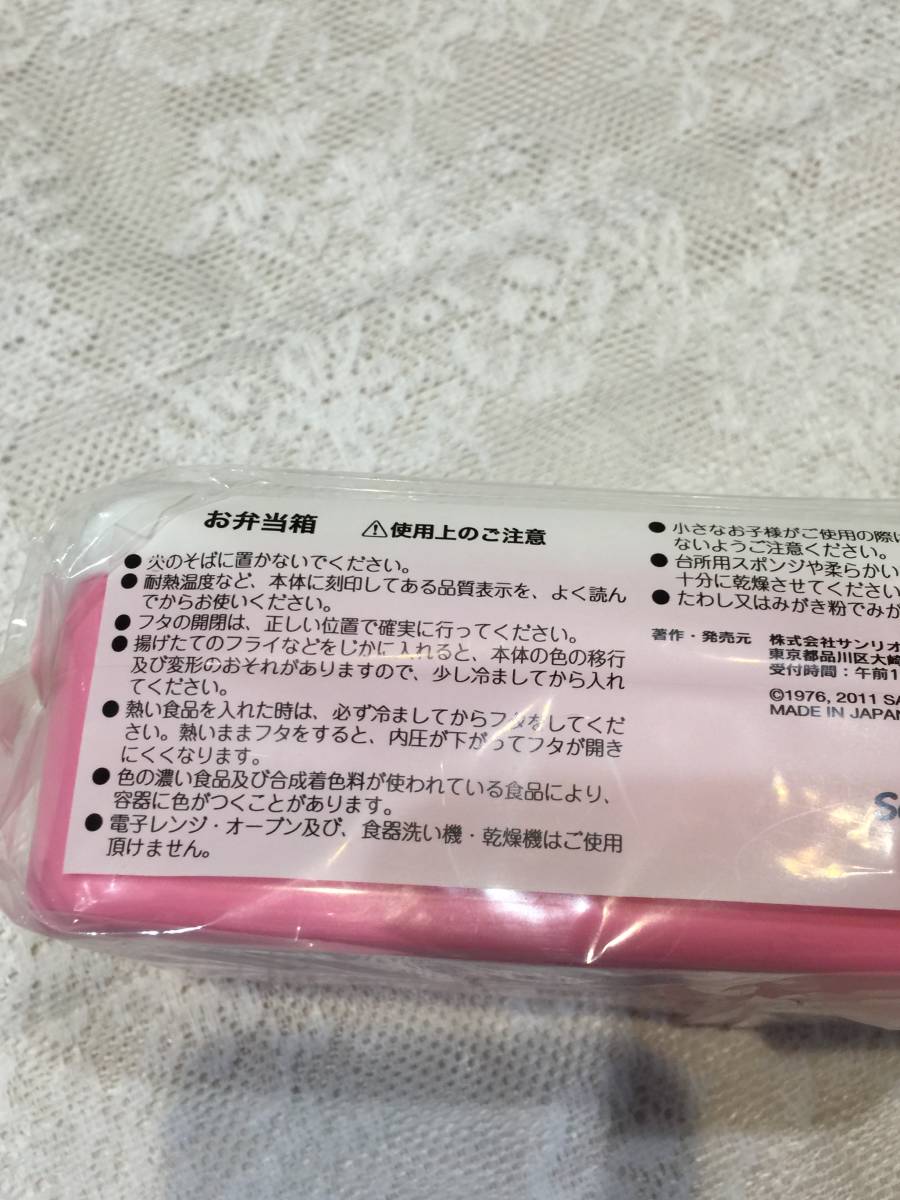 お弁当箱
⚠使用上のご注意
●火のそばに置かないでください。
●耐熱温度など、本体に刻印してある品質表示を、よく読ん
でからお使いください。
●フタの開閉は、正しい位置で確実に行ってください。
●揚げたてのフライなどをじかに入れると、本体の色の移行
及び変形のおそれがありますので、少し冷ましてから入れ
てください。
●熱い食品を入れた時は、必ず冷ましてからフタをしてくだ
さい。熱いままフタをすると、内圧が下がってフタが開き
にくくなります。
●色の濃い食品及び合成着色料が使われている食品により、
容器に色がつくことがあります。
●電子レンジ・オーブン及び、食器洗い機・乾燥機はご使用
頂けません。
●小さなお子様がご使用の際は
ないようご注意ください。
●台所用スポンジや柔らかい
十分に乾燥させてください
●たわし又はみがき粉でみが
著作・発売元 株式会社サンリオ
東京都品川区大崎
受付時間：午前1
©1976, 2011 SA
MADE IN JAPAN